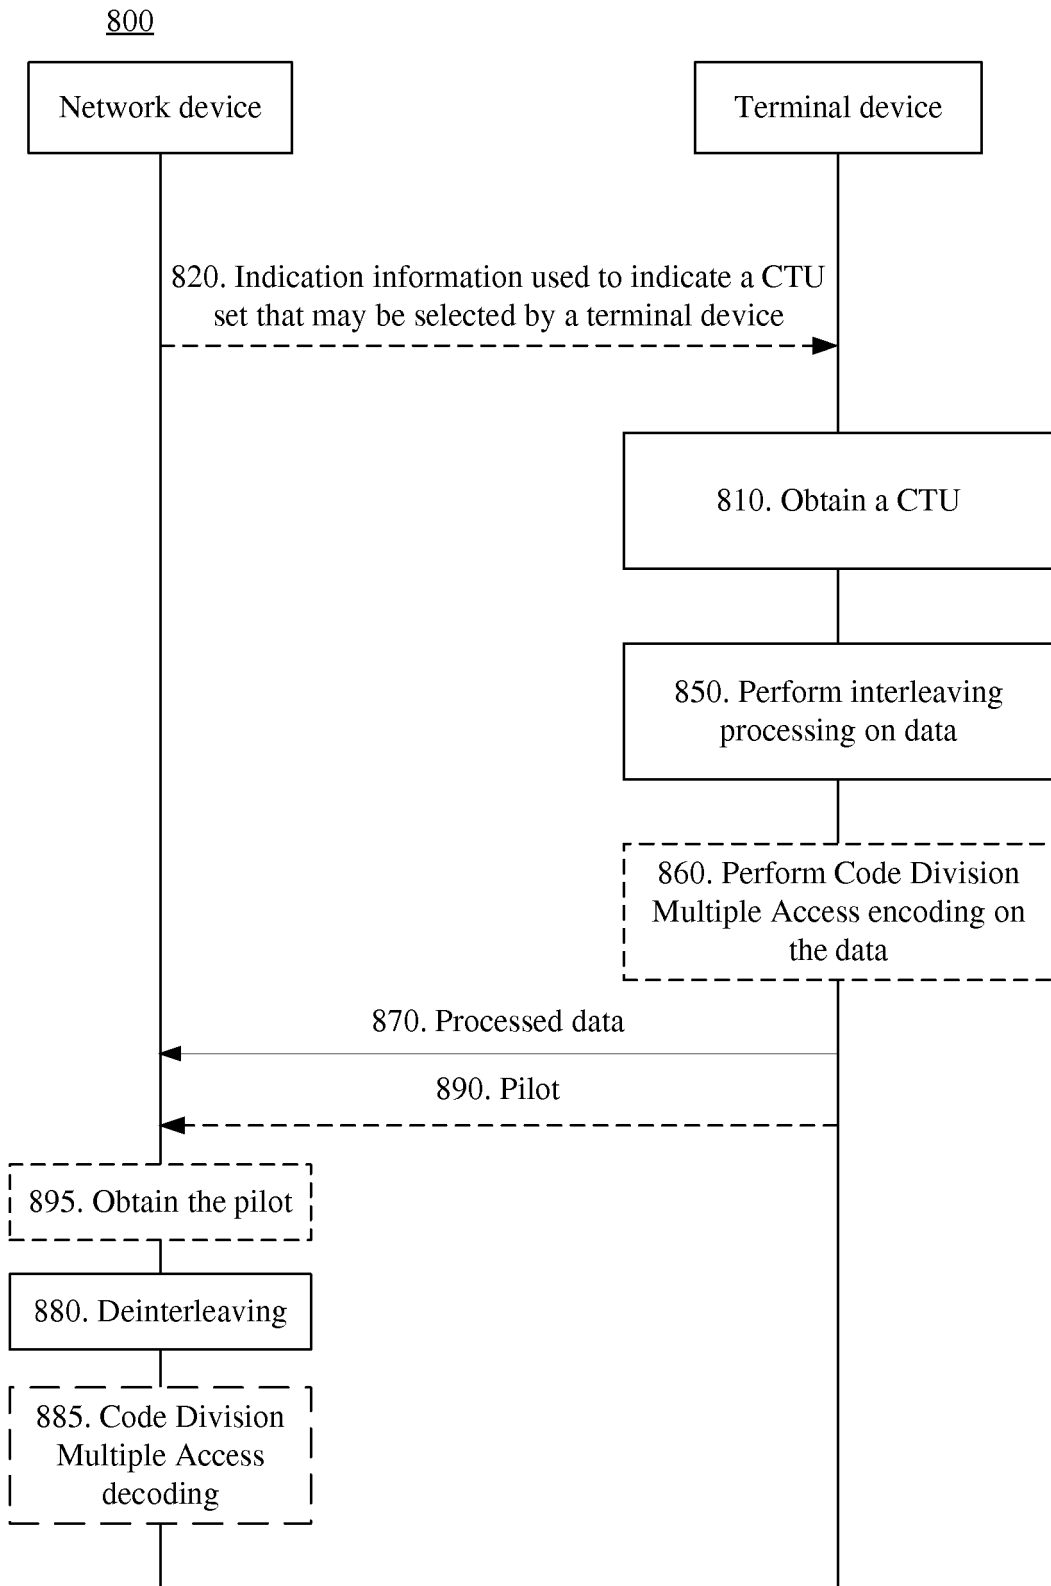 800
Network device
Terminal device
820. Indication information used to indicate a CTU
set that may be selected by a terminal device
810. Obtain a CTU
850. Perform interleaving
processing on data
860. Perform Code Division
Multiple Access encoding on
the data
870. Processed data
890. Pilot
895. Obtain the pilot
880. Deinterleaving
885. Code Division
Multiple Access
decoding